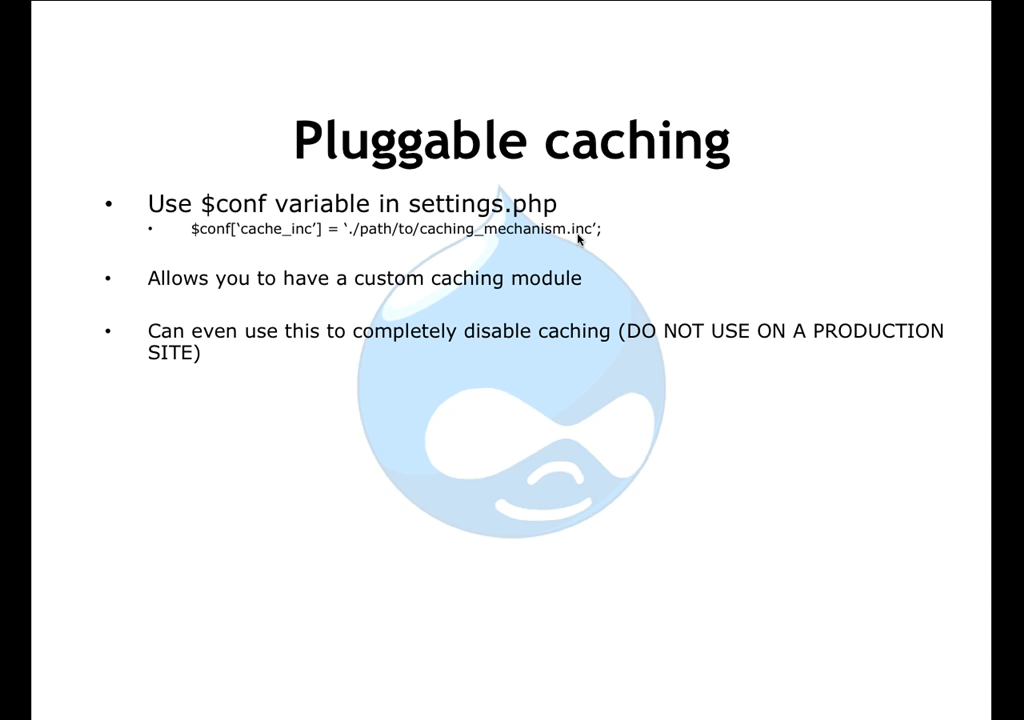 Pluggable caching
• Use $conf variable in settings.php
• $conf[‘cache_inc’] = ‘./path/to/caching_mechanism.inc’;
• Allows you to have a custom caching module
• Can even use this to completely disable caching (DO NOT USE ON A PRODUCTION
SITE)